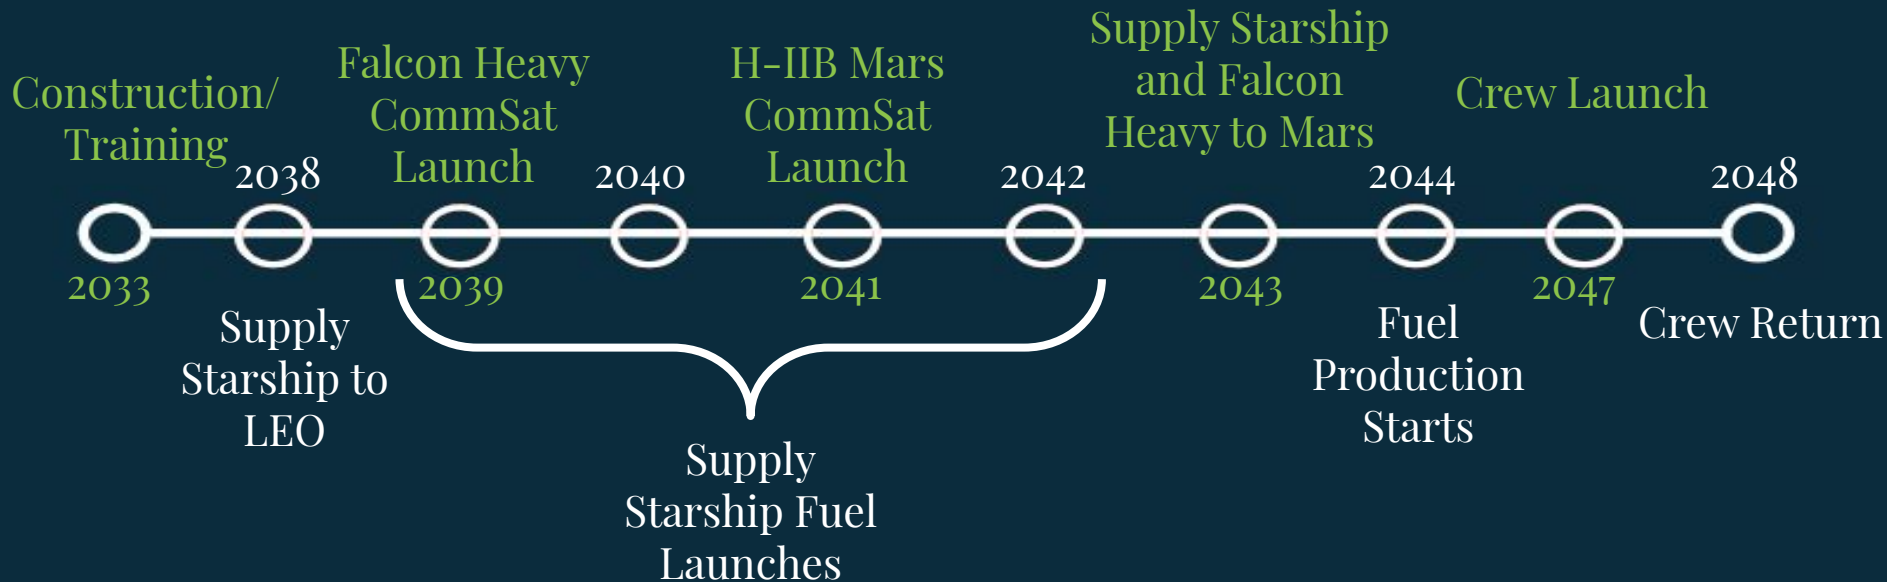 Construction/
Training
2033
2038
Supply
Starship to
LEO
Falcon Heavy
CommSat
Launch
2039
2040
H-IIB Mars
CommSat
Launch
2041
2042
Supply
Starship Fuel
Launches
Supply Starship
and Falcon
Heavy to Mars
2043
2044
Fuel
Production
Starts
Crew Launch
2047
2048
Crew Return